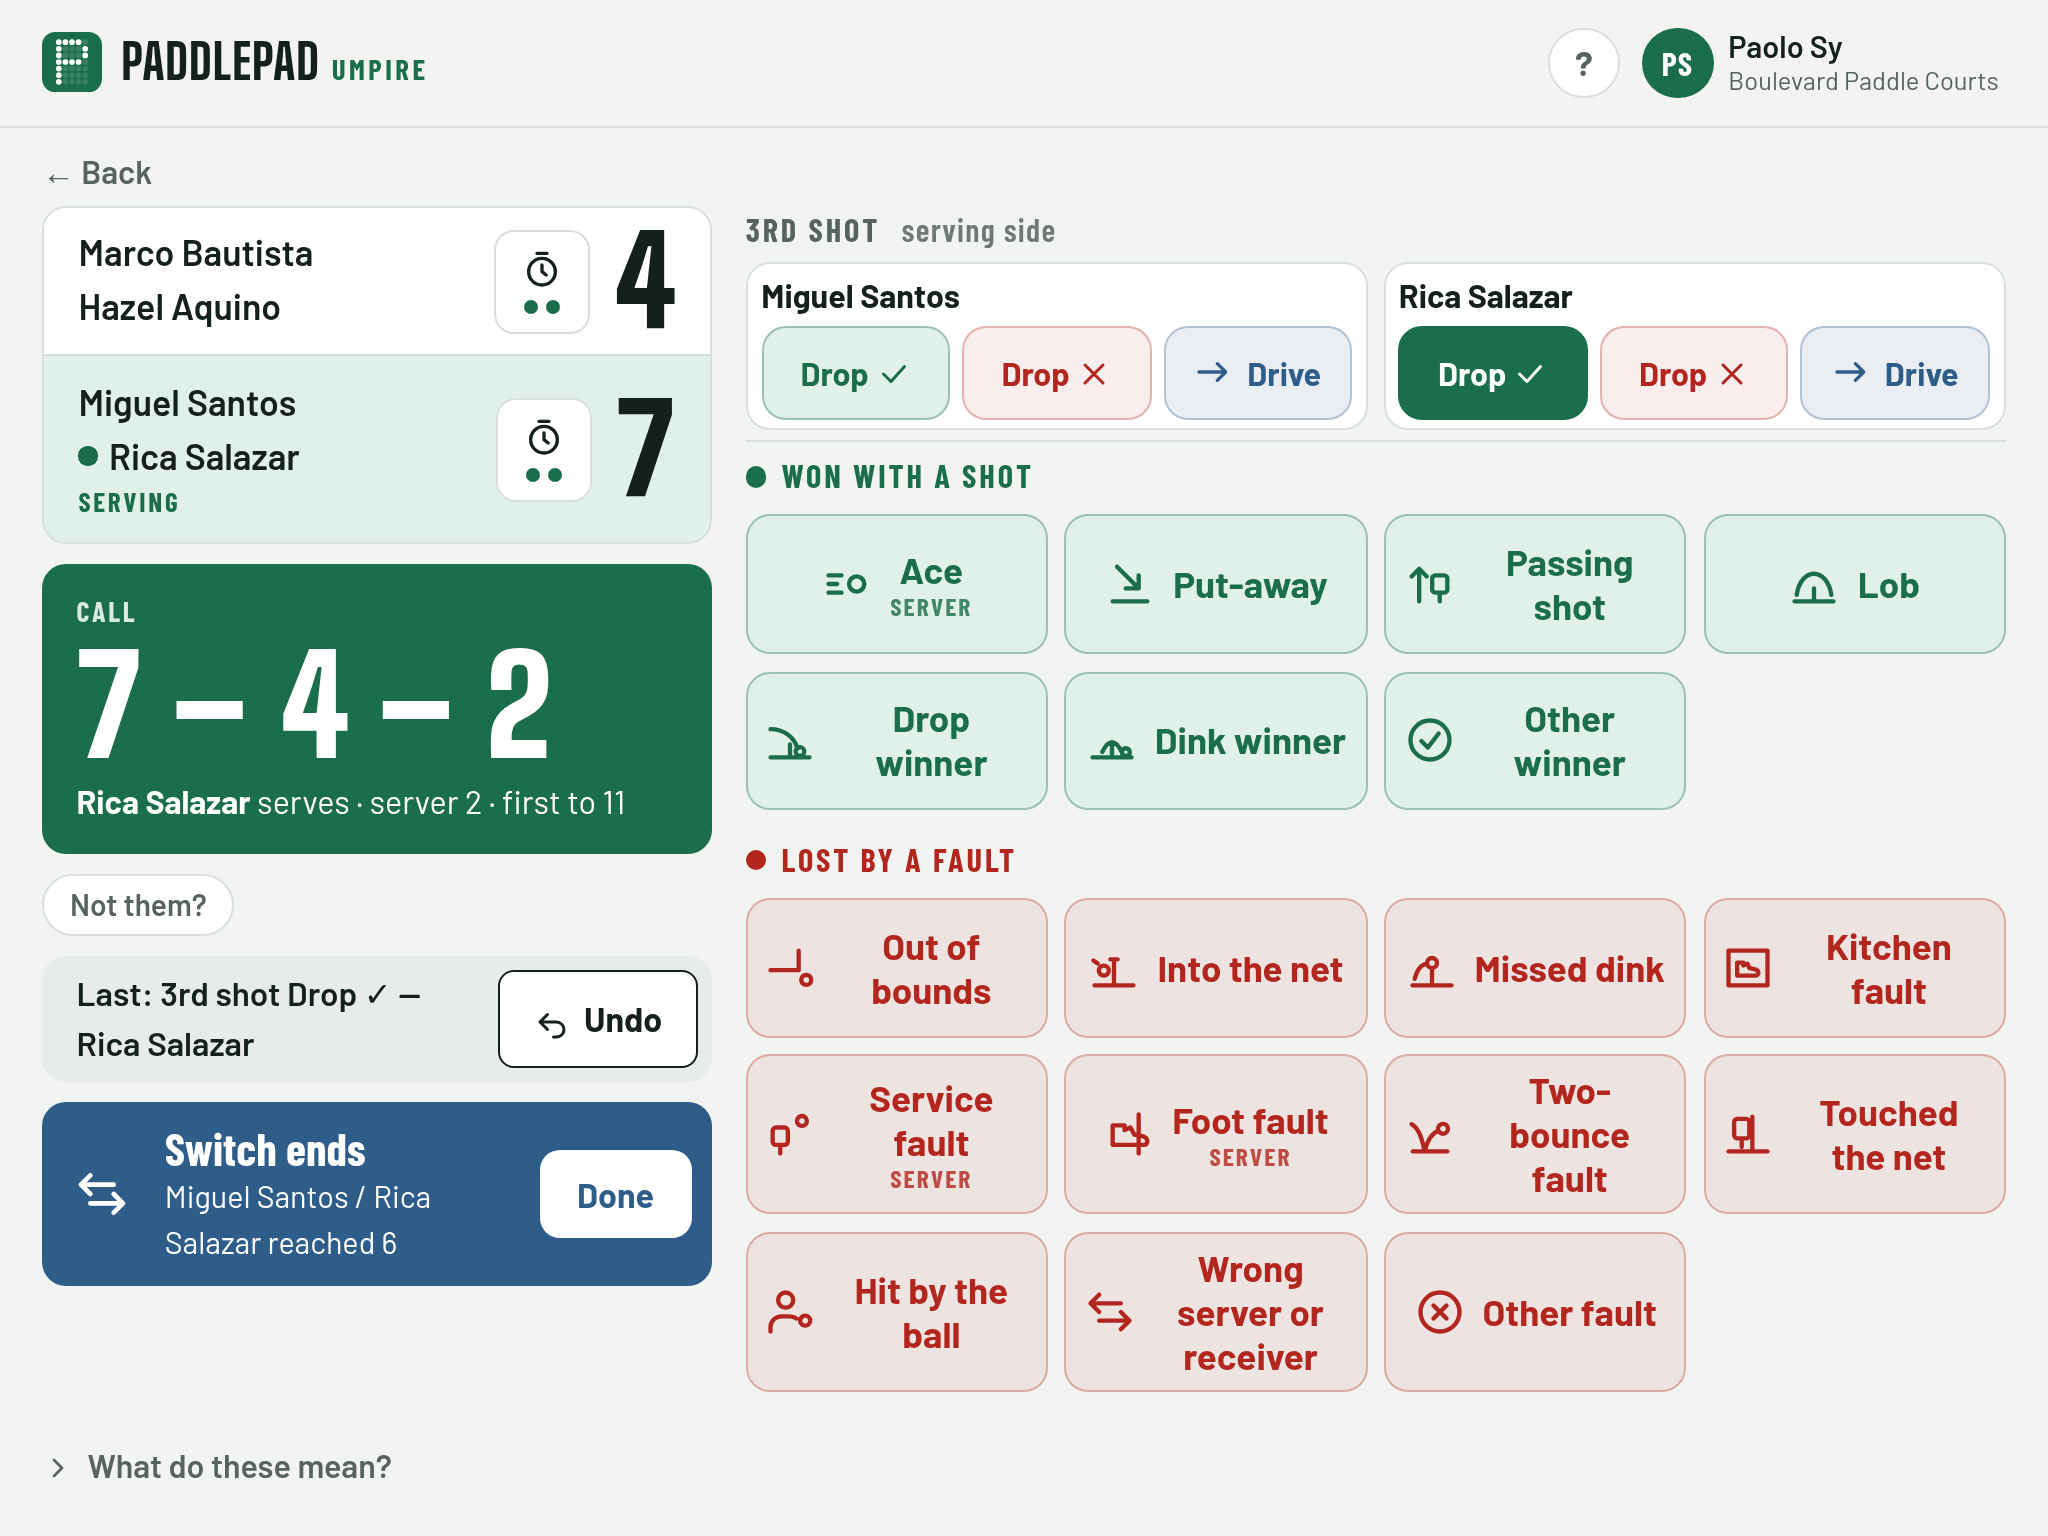 PADDLEPAD UMPIRE
?
PS
Paolo Sy
Boulevard Paddle Courts
← Back
Marco Bautista
Hazel Aquino
4
Miguel Santos
Rica Salazar
SERVING
7
CALL
7 – 4 – 2
Rica Salazar serves · server 2 · first to 11
Not them?
Last: 3rd shot Drop ✓ —
Rica Salazar
Undo
Switch ends
Miguel Santos / Rica
Salazar reached 6
Done
What do these mean?
3RD SHOT serving side
Miguel Santos
Drop ✓
Drop ✕
→ Drive
Rica Salazar
Drop ✓
Drop ✕
→ Drive
WON WITH A SHOT
Ace
SERVER
Put-away
Passing
shot
Lob
Drop
winner
Dink winner
Other
winner
LOST BY A FAULT
Out of
bounds
Into the net
Missed dink
Kitchen
fault
Service
fault
SERVER
Foot fault
SERVER
Two-
bounce
fault
Touched
the net
Hit by the
ball
Wrong
server or
receiver
Other fault